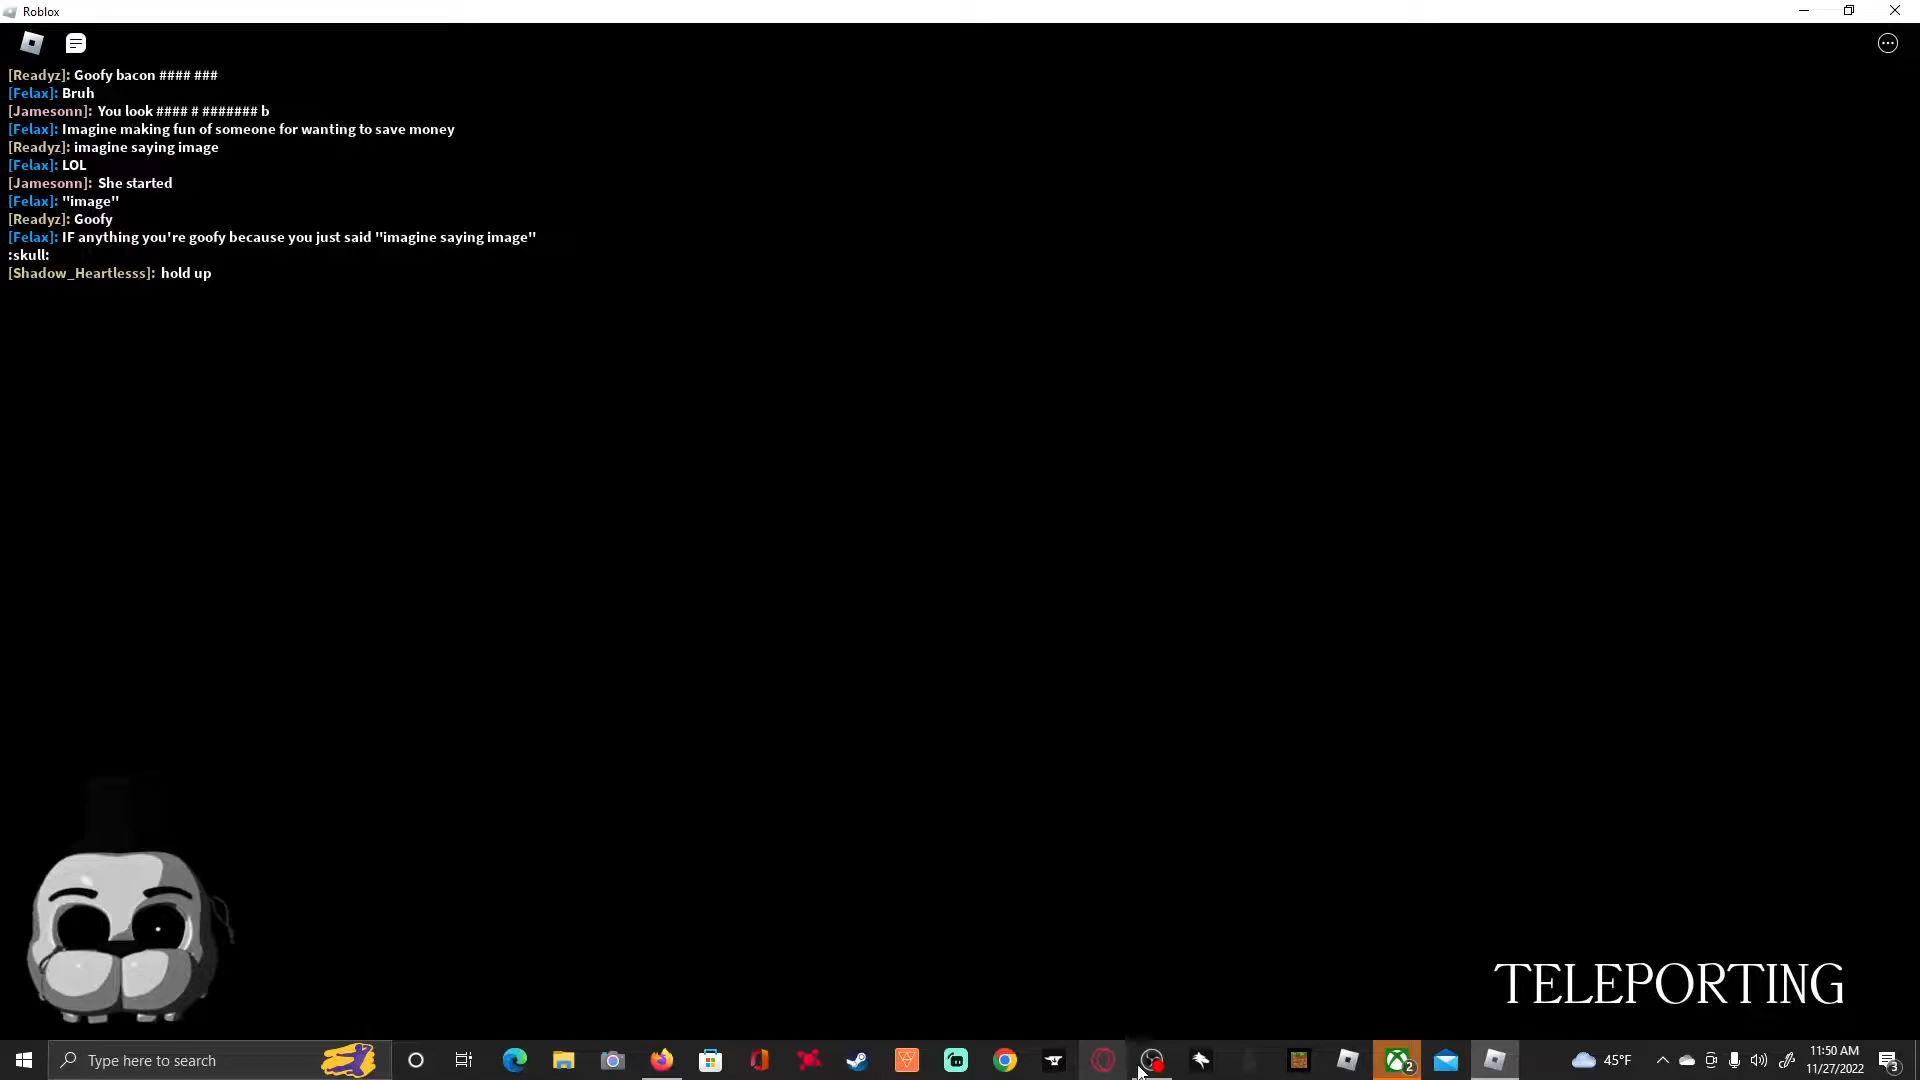 Roblox
[Readyz]: Goofy bacon #### ###
[Felax]: Bruh
[Jamesonn]: You look #### # ####### b
[Felax]: Imagine making fun of someone for wanting to save money
[Readyz]: imagine saying image
[Felax]: LOL
[Jamesonn]: She started
[Felax]: "image"
[Readyz]: Goofy
[Felax]: IF anything you're goofy because you just said "imagine saying image"
:skull:
[Shadow_Heartlesss]: hold up
TELEPORTING
Type here to search
2
45°F
11:50 AM
11/27/2022
3